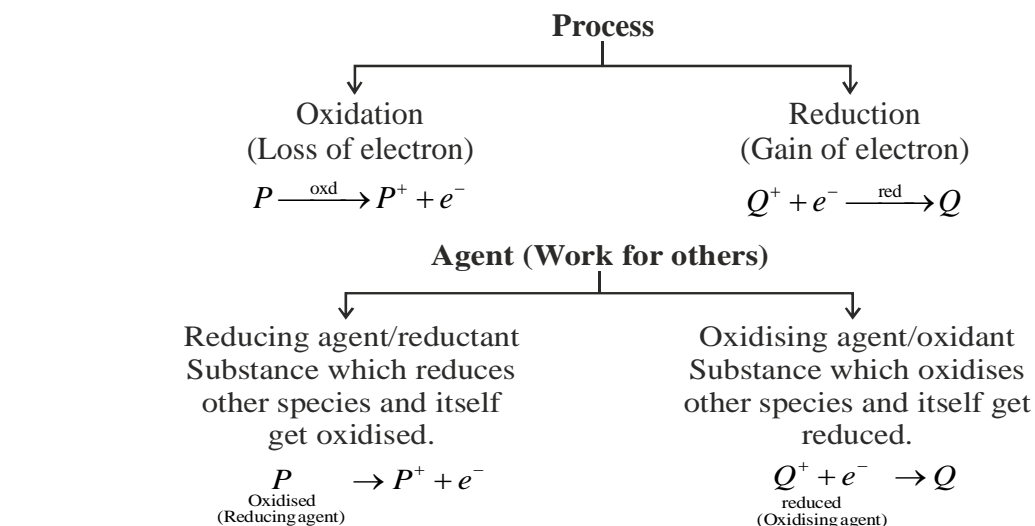 Process
Oxidation
(Loss of electron)
P —oxd→ P⁺ + e⁻
Reduction
(Gain of electron)
Q⁺ + e⁻ —red→ Q
Agent (Work for others)
Reducing agent/reductant
Substance which reduces
other species and itself
get oxidised.
P → P⁺ + e⁻
Oxidised
(Reducing agent)
Oxidising agent/oxidant
Substance which oxidises
other species and itself get
reduced.
Q⁺ + e⁻ → Q
reduced
(Oxidising agent)